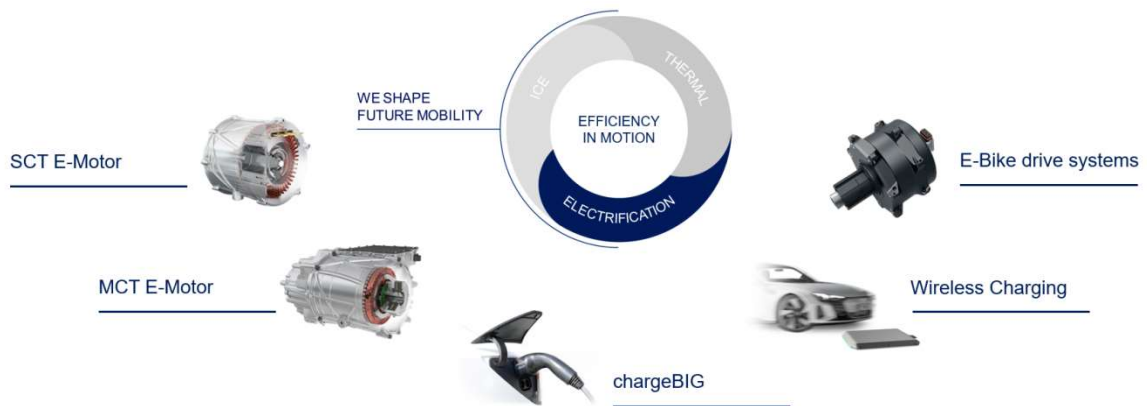 WE SHAPE
FUTURE MOBILITY
ICE
THERMAL
EFFICIENCY
IN MOTION
ELECTRIFICATION
SCT E-Motor
E-Bike drive systems
MCT E-Motor
Wireless Charging
chargeBIG